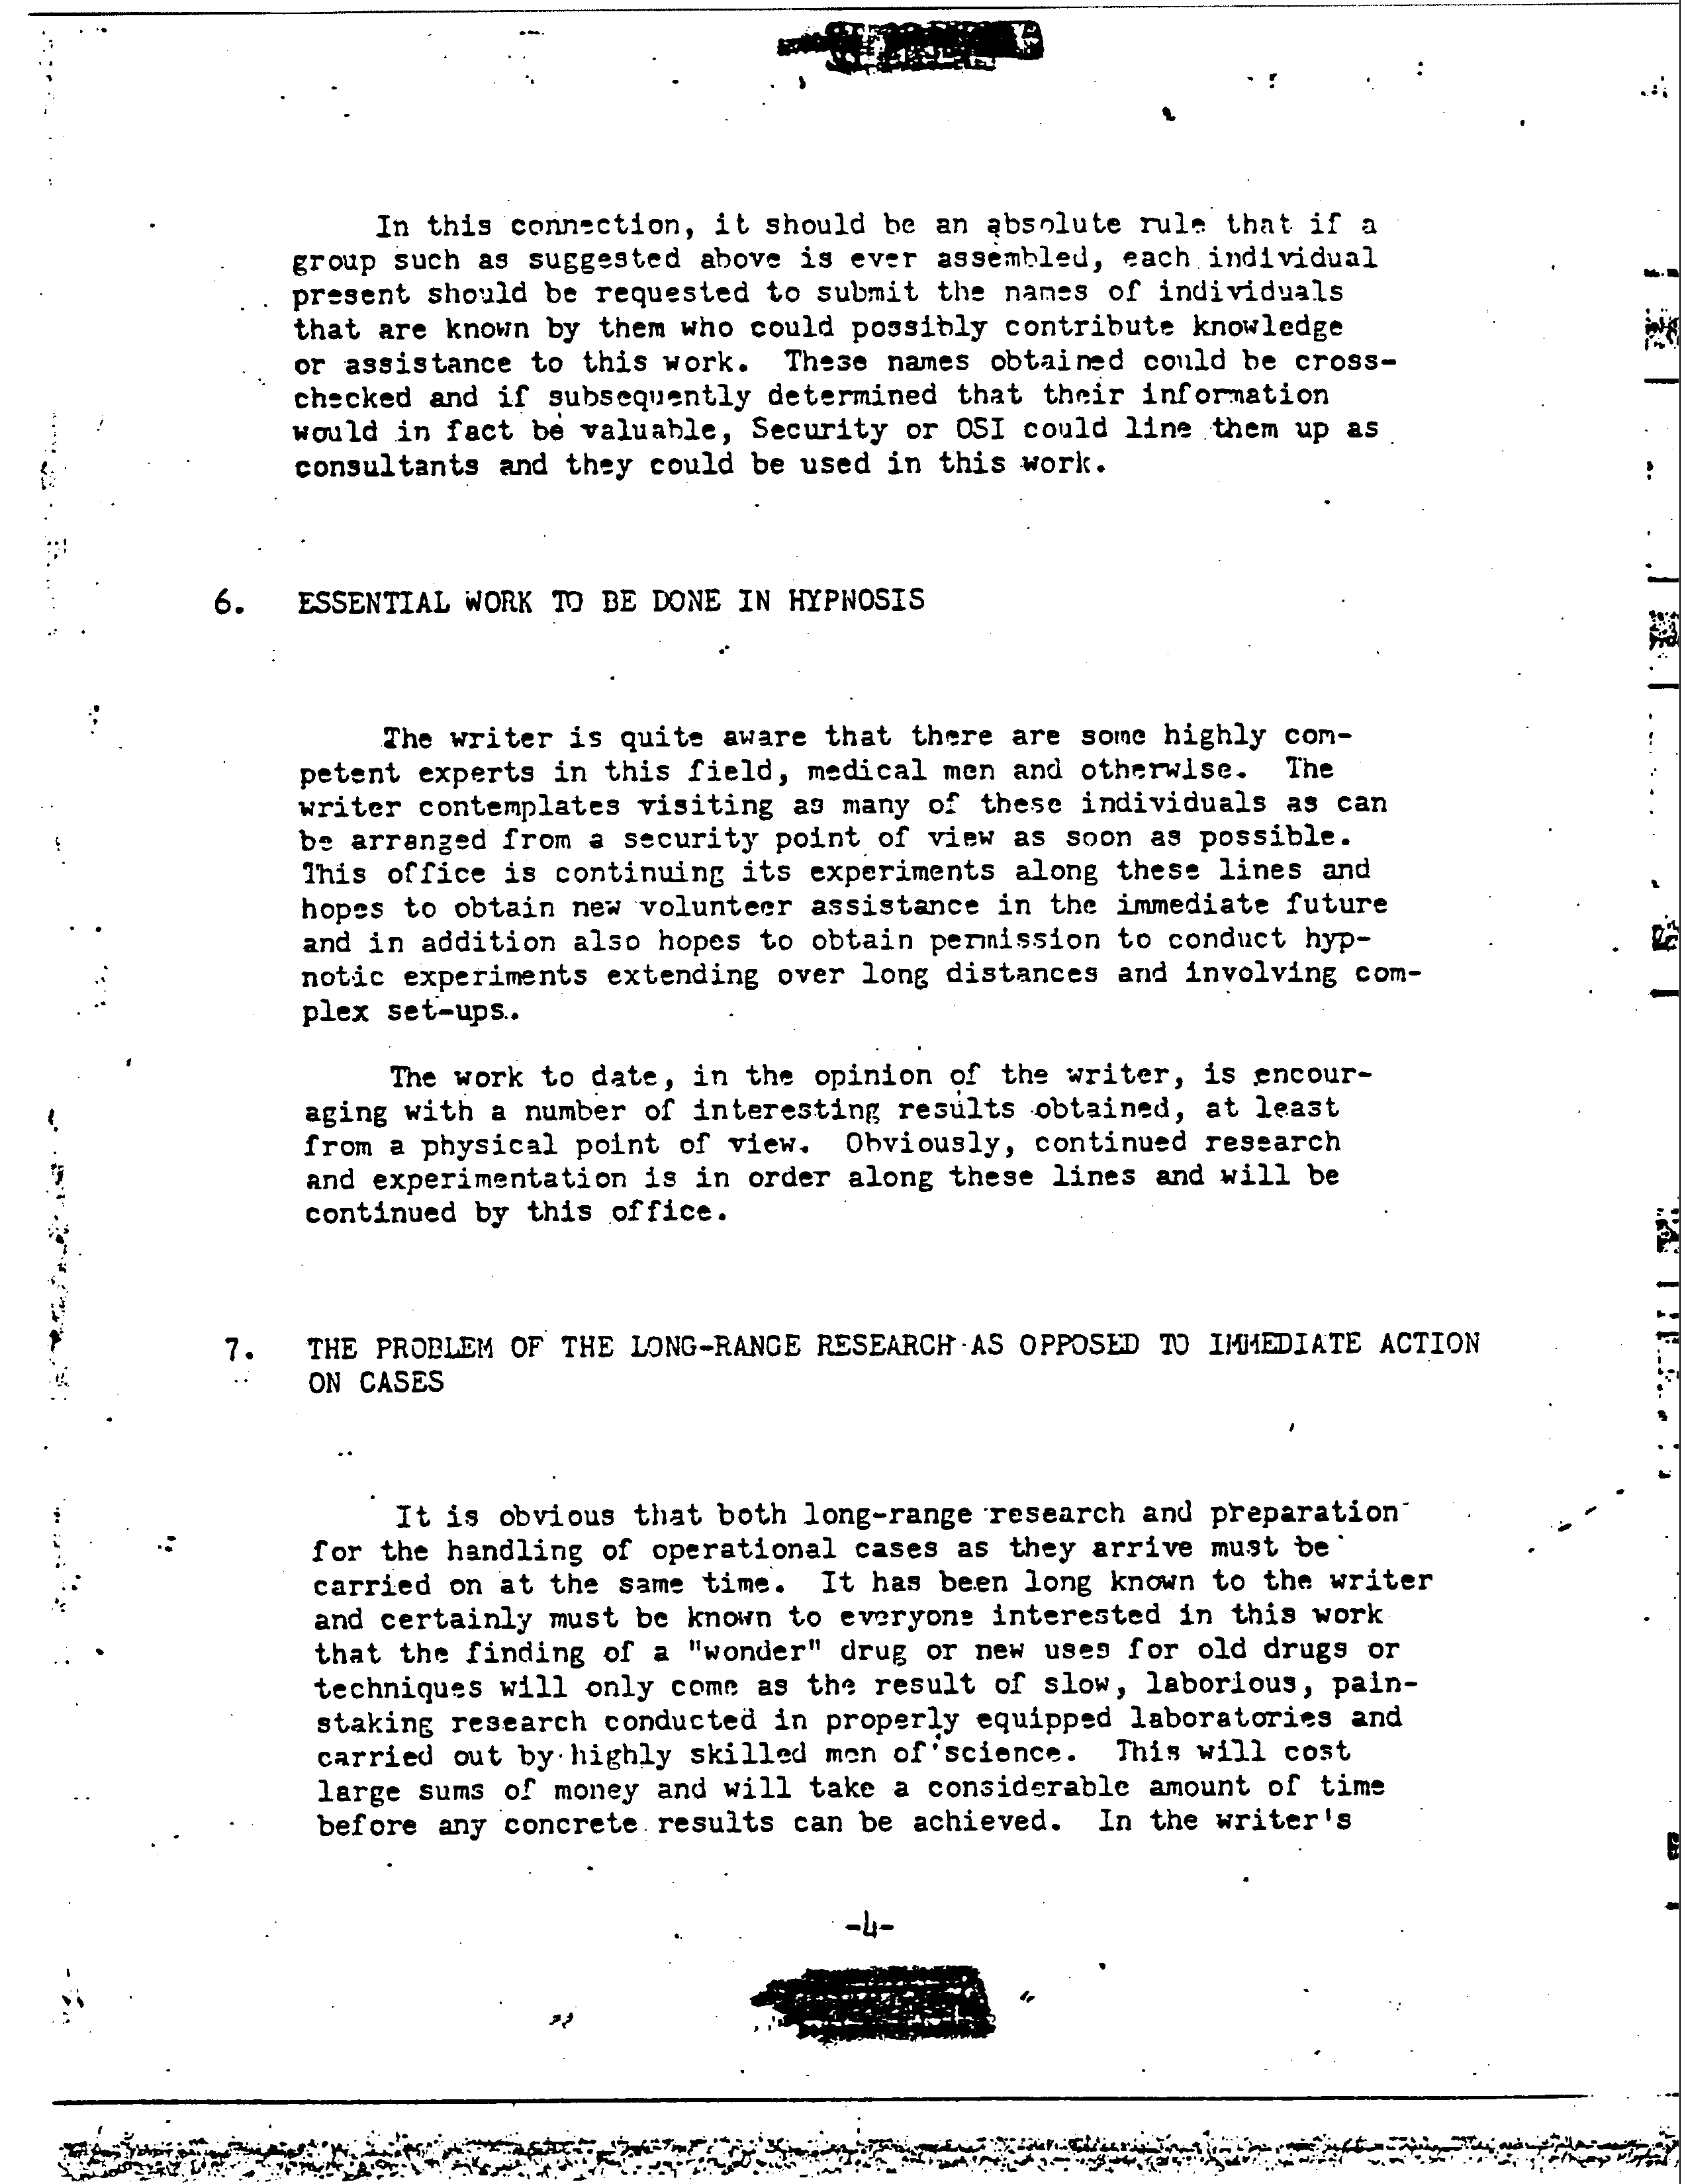 In this connection, it should be an absolute rule that if a
group such as suggested above is ever assembled, each individual
present should be requested to submit the names of individuals
that are known by them who could possibly contribute knowledge
or assistance to this work. These names obtained could be cross-
checked and if subsequently determined that their information
would in fact be valuable, Security or OSI could line them up as
consultants and they could be used in this work.
6. ESSENTIAL WORK TO BE DONE IN HYPNOSIS
The writer is quite aware that there are some highly com-
petent experts in this field, medical men and otherwise. The
writer contemplates visiting as many of these individuals as can
be arranged from a security point of view as soon as possible.
This office is continuing its experiments along these lines and
hopes to obtain new volunteer assistance in the immediate future
and in addition also hopes to obtain permission to conduct hyp-
notic experiments extending over long distances and involving com-
plex set-ups.
The work to date, in the opinion of the writer, is encour-
aging with a number of interesting results obtained, at least
from a physical point of view. Obviously, continued research
and experimentation is in order along these lines and will be
continued by this office.
7. THE PROBLEM OF THE LONG-RANGE RESEARCH AS OPPOSED TO IMMEDIATE ACTION
ON CASES
It is obvious that both long-range research and preparation
for the handling of operational cases as they arrive must be
carried on at the same time. It has been long known to the writer
and certainly must be known to everyone interested in this work
that the finding of a "wonder" drug or new uses for old drugs or
techniques will only come as the result of slow, laborious, pain-
staking research conducted in properly equipped laboratories and
carried out by highly skilled men of science. This will cost
large sums of money and will take a considerable amount of time
before any concrete results can be achieved. In the writer's
-4-